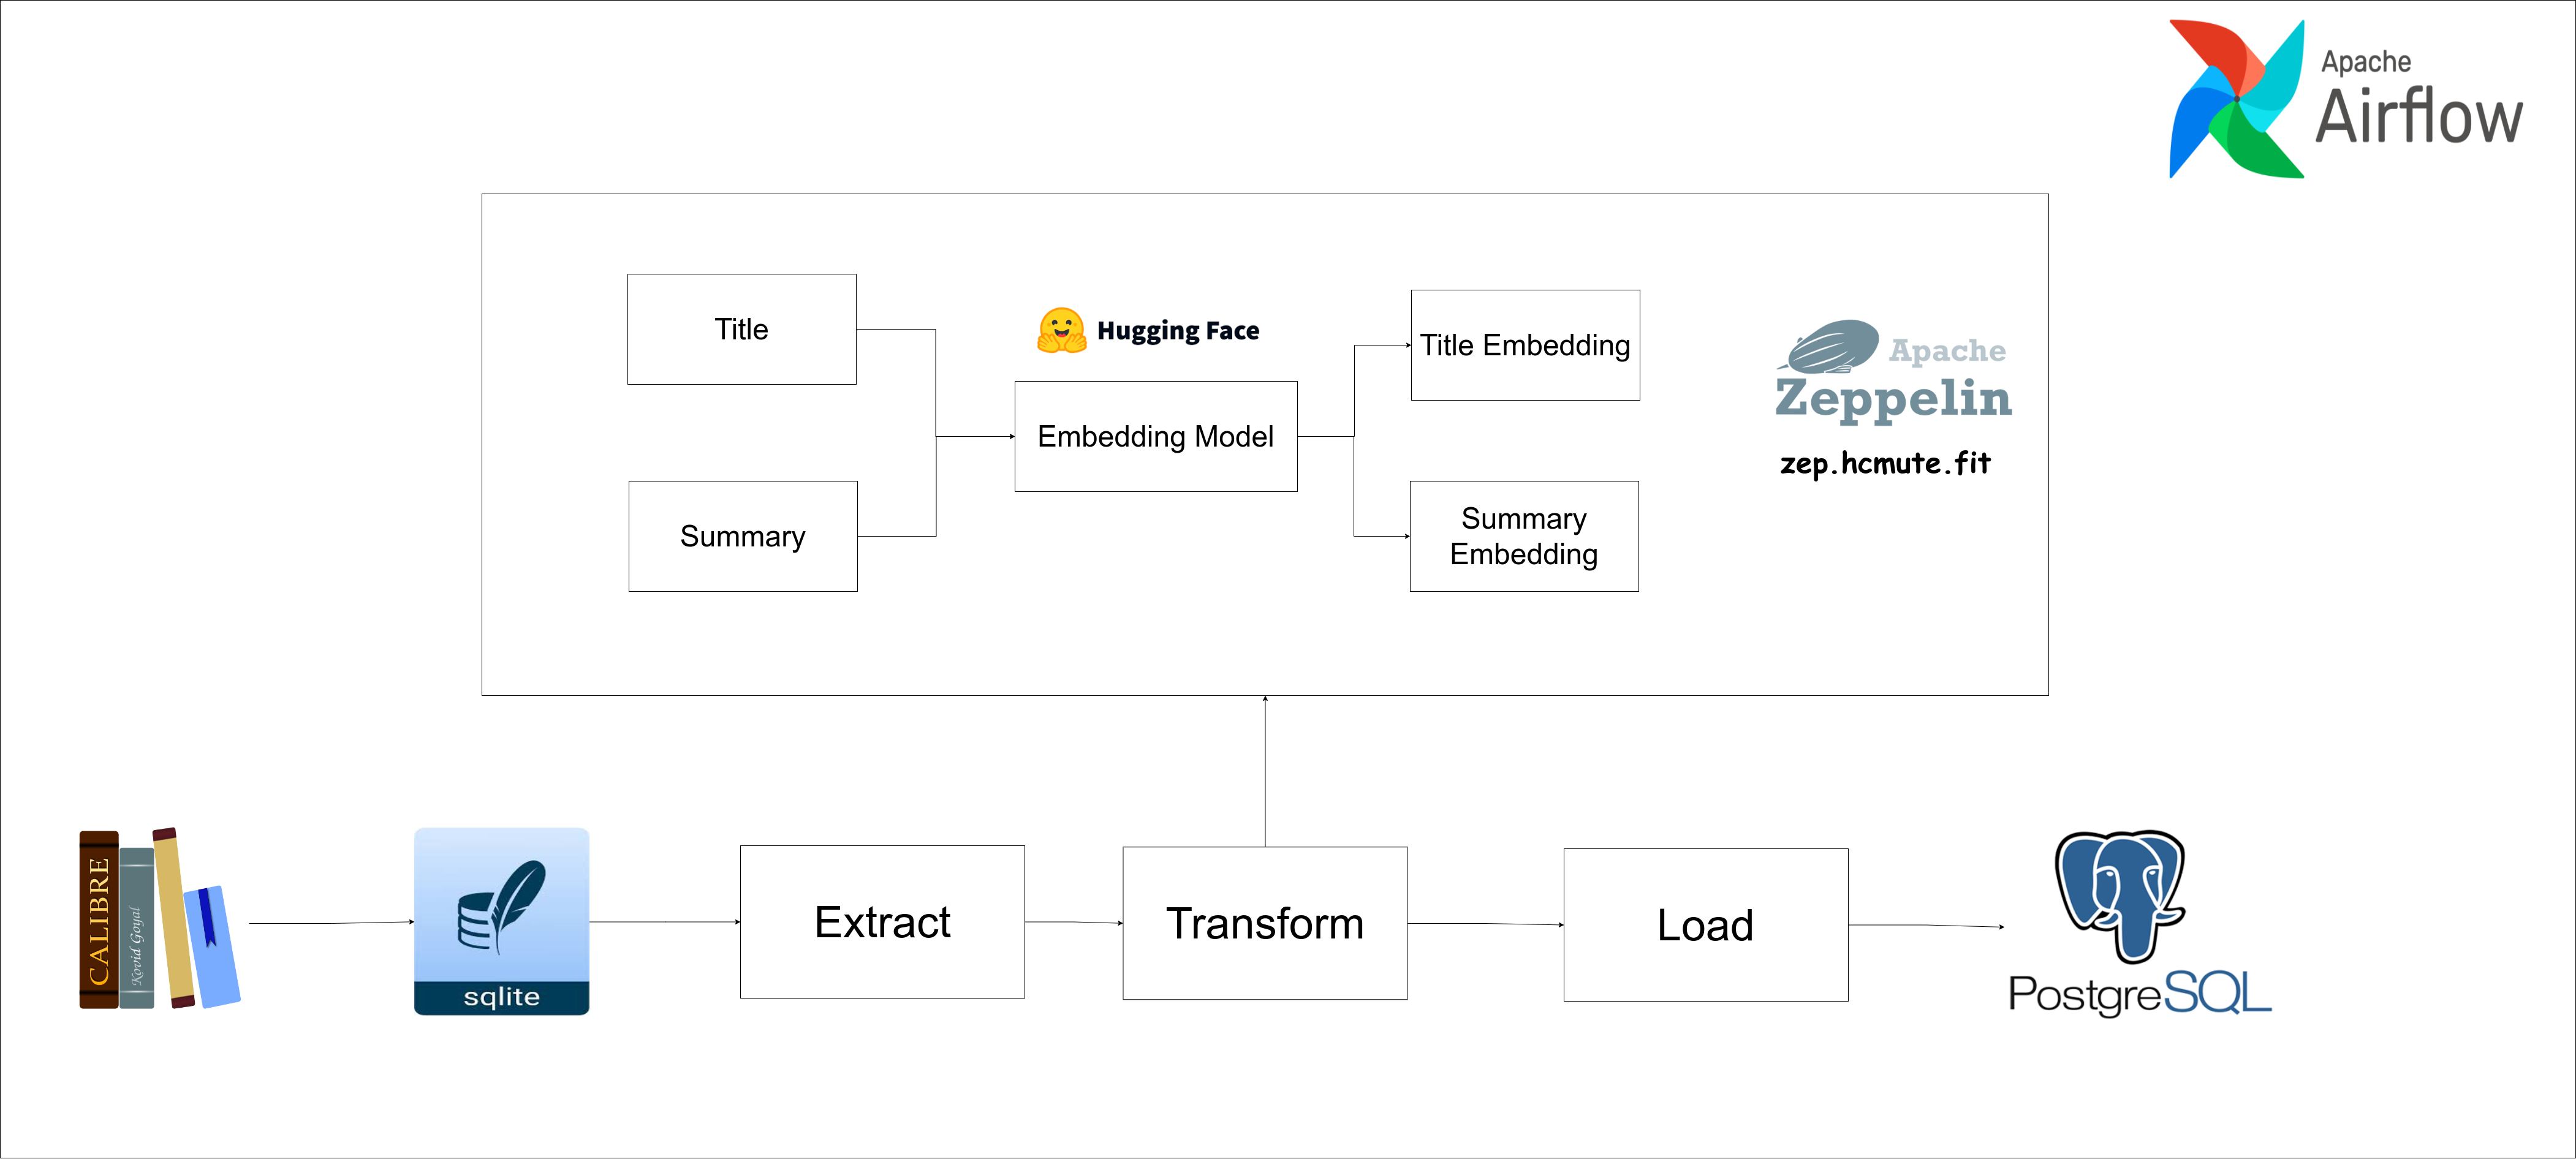 Apache
Airflow
Title
Hugging Face
Title Embedding
Apache
Zeppelin
Embedding Model
zep.hcmute.fit
Summary
Summary
Embedding
CALIBRE
Kovid Goyal
sqlite
Extract
Transform
Load
PostgreSQL